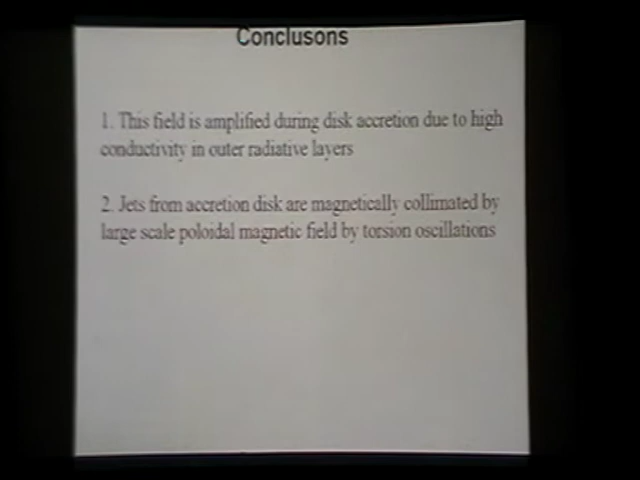 Conclusons
1. This field is amplified during disk accretion due to high
conductivity in outer radiative layers
2. Jets from accretion disk are magnetically collimated by
large scale poloidal magnetic field by torsion oscillations